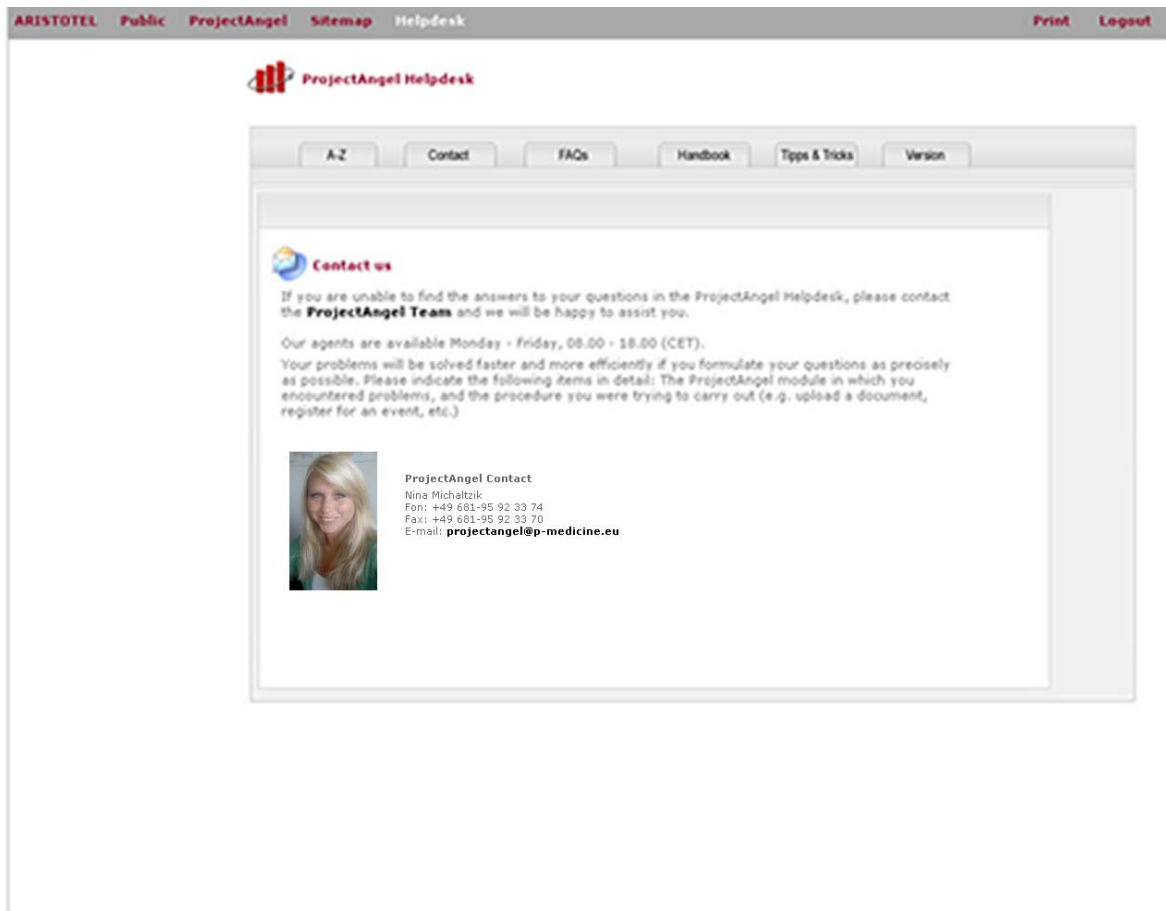 ARISTOTEL Public ProjectAngel Sitemap Helpdesk Print Logout
ProjectAngel Helpdesk
A-Z Contact FAQs Handbook Tipps & Tricks Version
Contact us
If you are unable to find the answers to your questions in the ProjectAngel Helpdesk, please contact
the ProjectAngel Team and we will be happy to assist you.
Our agents are available Monday - Friday, 08.00 - 18.00 (CET).
Your problems will be solved faster and more efficiently if you formulate your questions as precisely
as possible. Please indicate the following items in detail: The ProjectAngel module in which you
encountered problems, and the procedure you were trying to carry out (e.g. upload a document,
register for an event, etc.)
ProjectAngel Contact
Nina Michaltzik
Fon: +49 681-95 92 33 74
Fax: +49 681-95 92 33 70
E-mail: projectangel@p-medicine.eu